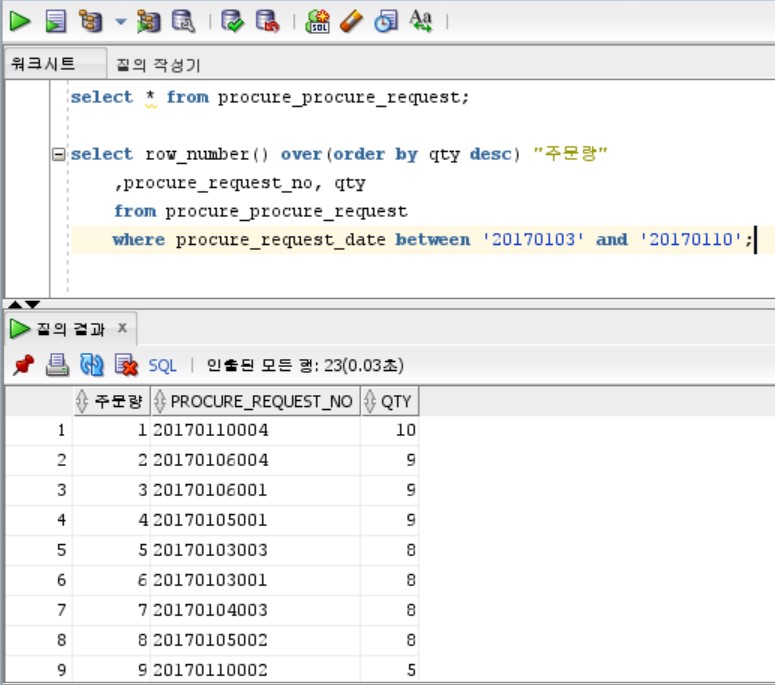 워크시트 질의 작성기
select * from procure_procure_request;
select row_number() over(order by qty desc) "주문량"
,procure_request_no, qty
from procure_procure_request
where procure_request_date between '20170103' and '20170110';
질의 결과 x
SQL | 인출된 모든 행: 23(0.03초)
주문량 PROCURE_REQUEST_NO QTY
1 1 20170110004 10
2 2 20170106004 9
3 3 20170106001 9
4 4 20170105001 9
5 5 20170103003 8
6 6 20170103001 8
7 7 20170104003 8
8 8 20170105002 8
9 9 20170110002 5